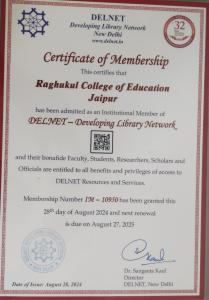 DELNET
Developing Library Network
New Delhi
www.delnet.in
32
Certificate of Membership
This certifies that
Raghukul College of Education
Jaipur
has been admitted as an Institutional Member of
DELNET – Developing Library Network
and their bonafide Faculty, Students, Researchers, Scholars and
Officials are entitled to all benefits and privileges of access to
DELNET Resources and Services.
Membership Number IM – 10950 has been granted this
28th day of August 2024 and next renewal
is due on August 27, 2025
Dr. Sangeeta Kaul
Director
DELNET, New Delhi
Date of Issue: August 28, 2024